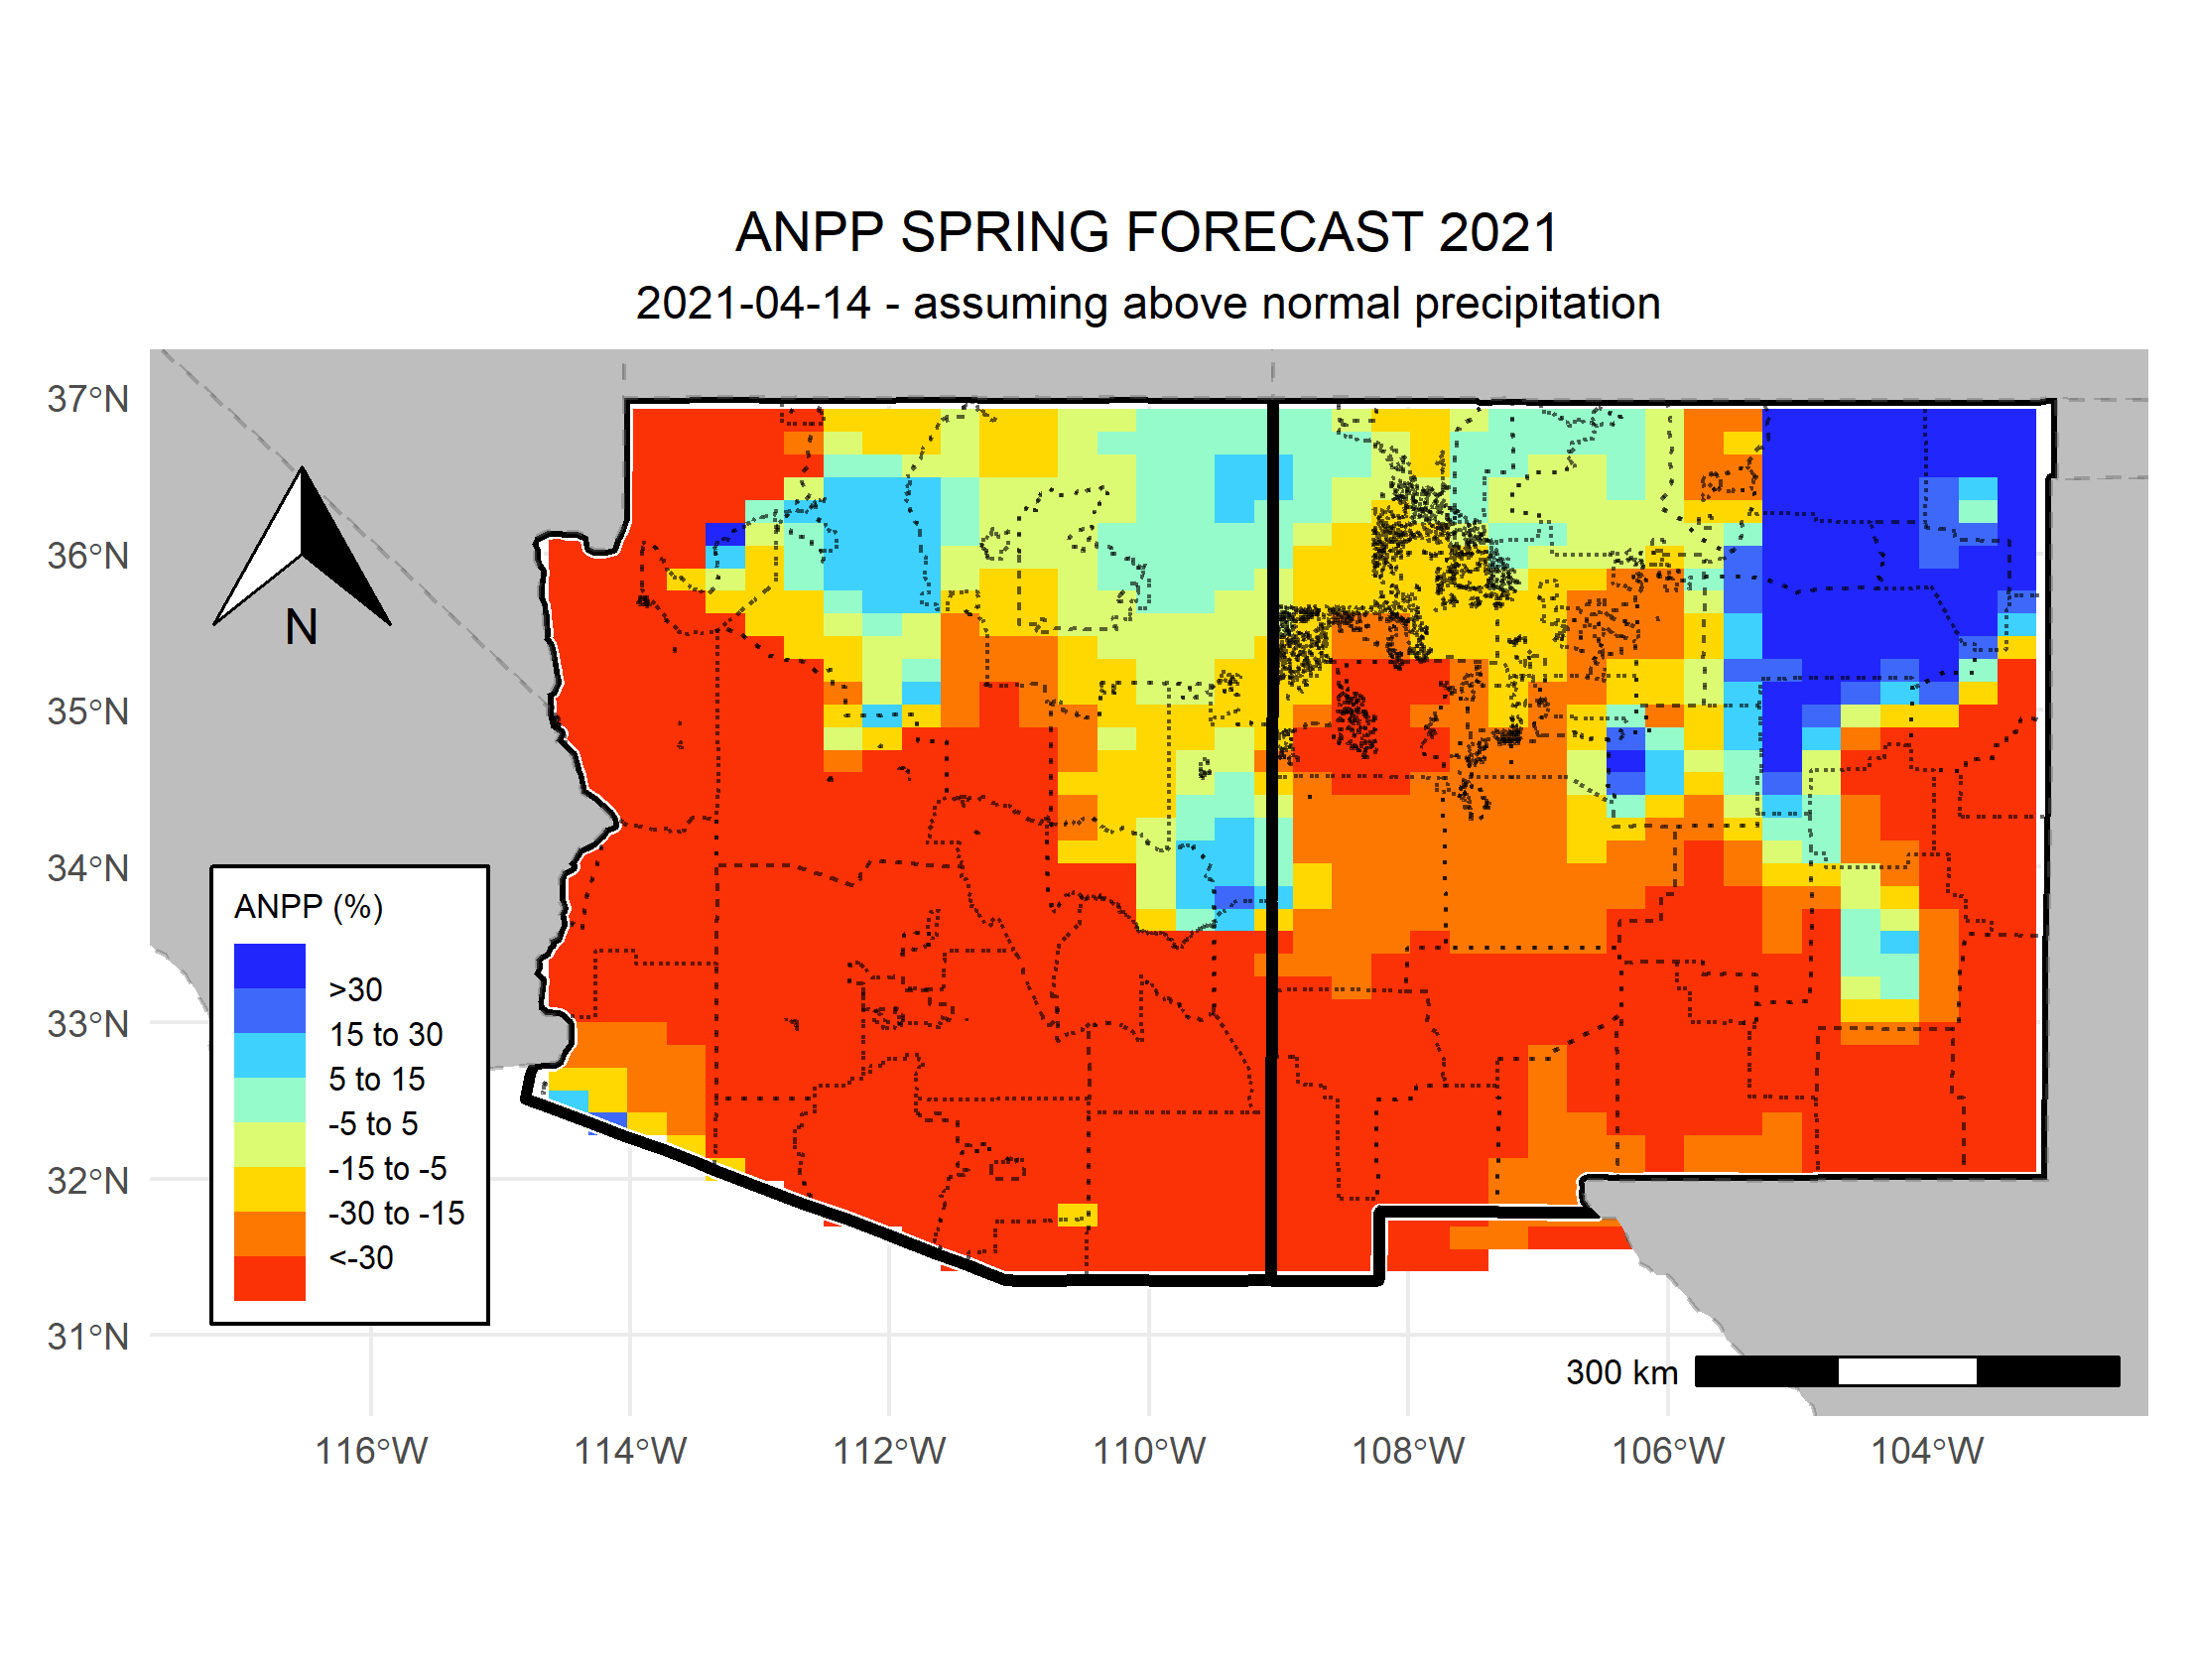 ANPP SPRING FORECAST 2021
2021-04-14 - assuming above normal precipitation
37°N
36°N
35°N
34°N
33°N
32°N
31°N
N
ANPP (%)
>30
15 to 30
5 to 15
-5 to 5
-15 to -5
-30 to -15
<-30
300 km
116°W
114°W
112°W
110°W
108°W
106°W
104°W